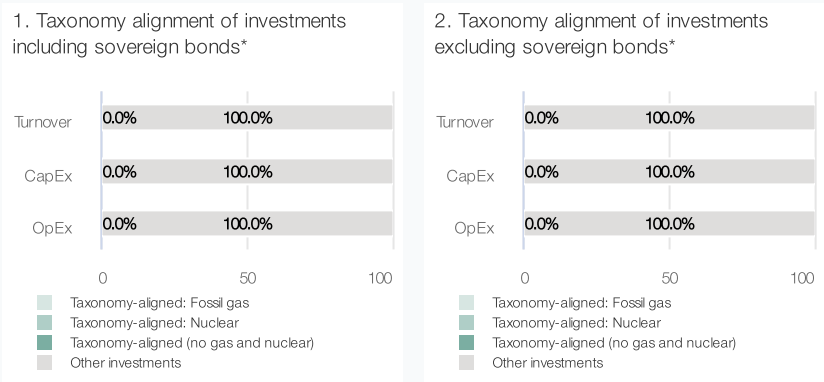 1. Taxonomy alignment of investments
including sovereign bonds*
Turnover 0.0% 100.0%
CapEx 0.0% 100.0%
OpEx 0.0% 100.0%
0 50 100
Taxonomy-aligned: Fossil gas
Taxonomy-aligned: Nuclear
Taxonomy-aligned (no gas and nuclear)
Other investments
2. Taxonomy alignment of investments
excluding sovereign bonds*
Turnover 0.0% 100.0%
CapEx 0.0% 100.0%
OpEx 0.0% 100.0%
0 50 100
Taxonomy-aligned: Fossil gas
Taxonomy-aligned: Nuclear
Taxonomy-aligned (no gas and nuclear)
Other investments